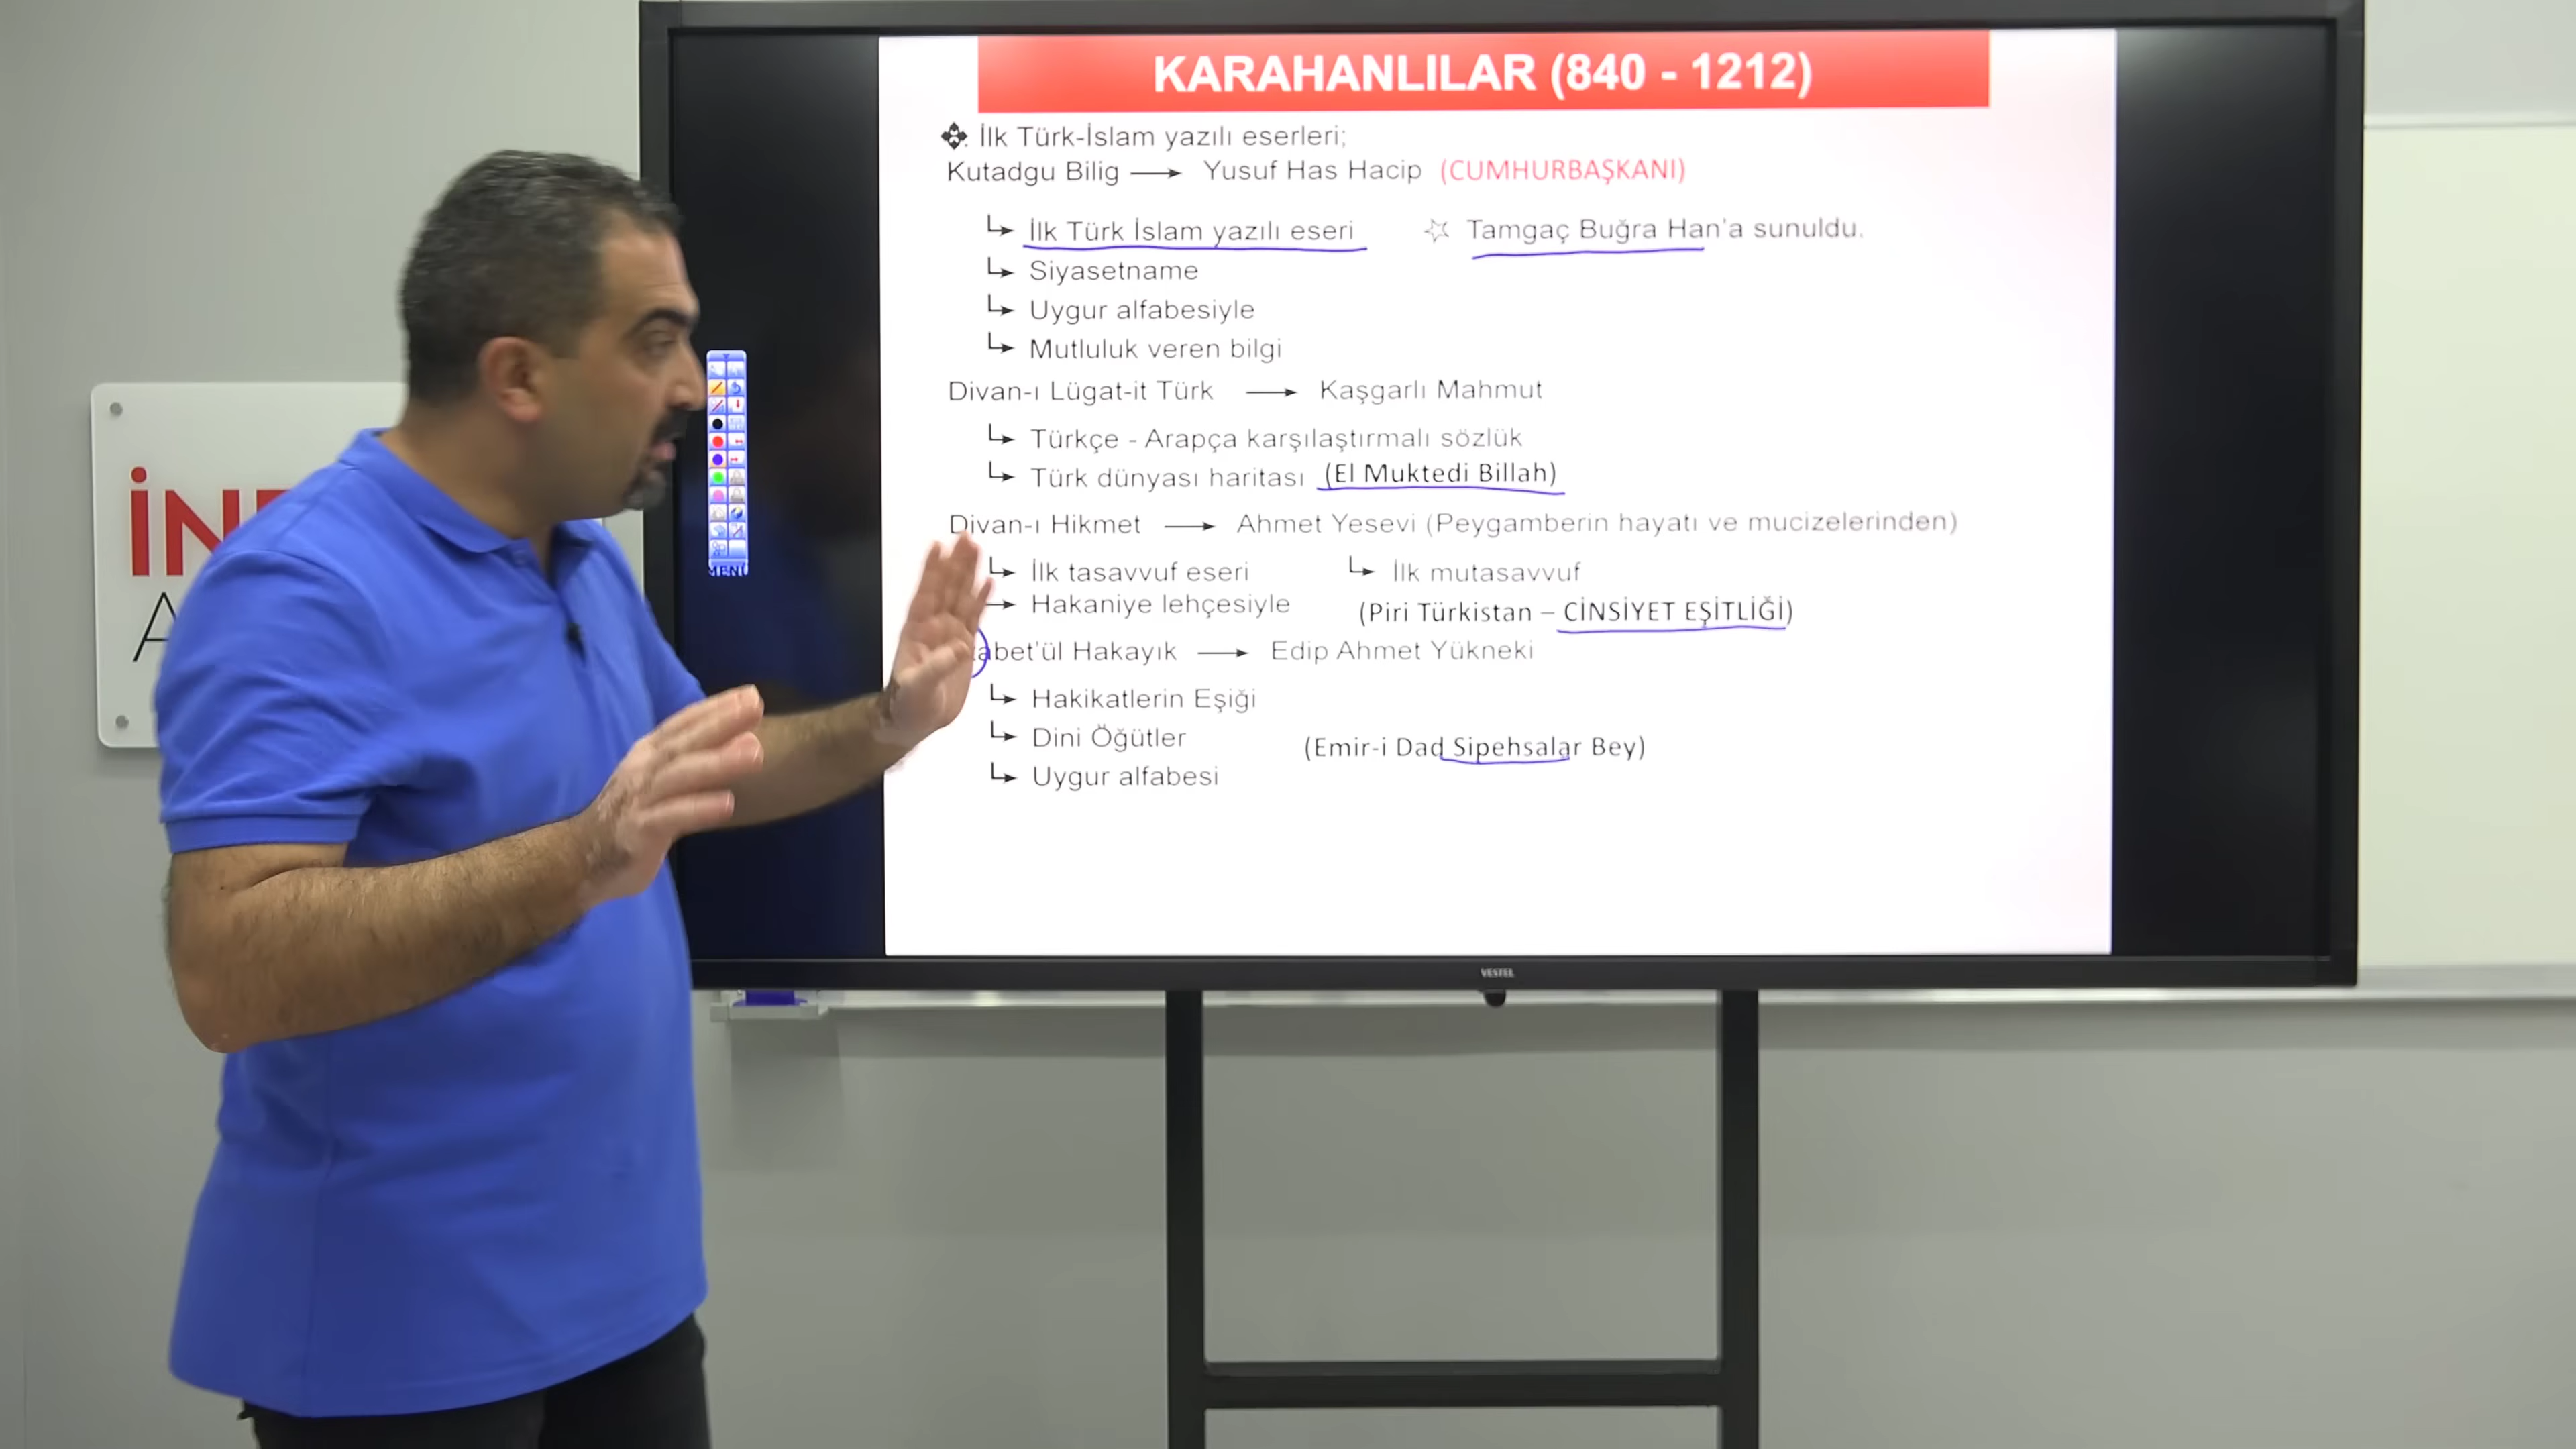 KARAHANLILAR (840 - 1212)
İlk Türk-İslam yazılı eserleri;
Kutadgu Bilig → Yusuf Has Hacip (CUMHURBAŞKANI)
İlk Türk İslam yazılı eseri ☆ Tamgaç Buğra Han'a sunuldu.
Siyasetname
Uygur alfabesiyle
Mutluluk veren bilgi
Divan-ı Lügat-it Türk → Kaşgarlı Mahmut
Türkçe - Arapça karşılaştırmalı sözlük
Türk dünyası haritası (El Muktedi Billah)
Divan-ı Hikmet → Ahmet Yesevi (Peygamberin hayatı ve mucizelerinden)
İlk tasavvuf eseri İlk mutasavvuf
Hakaniye lehçesiyle (Piri Türkistan – CİNSİYET EŞİTLİĞİ)
abet'ül Hakayık → Edip Ahmet Yükneki
Hakikatlerin Eşiği
Dini Öğütler (Emir-i Dad Sipehsalar Bey)
Uygur alfabesi
MENU
VESTEL